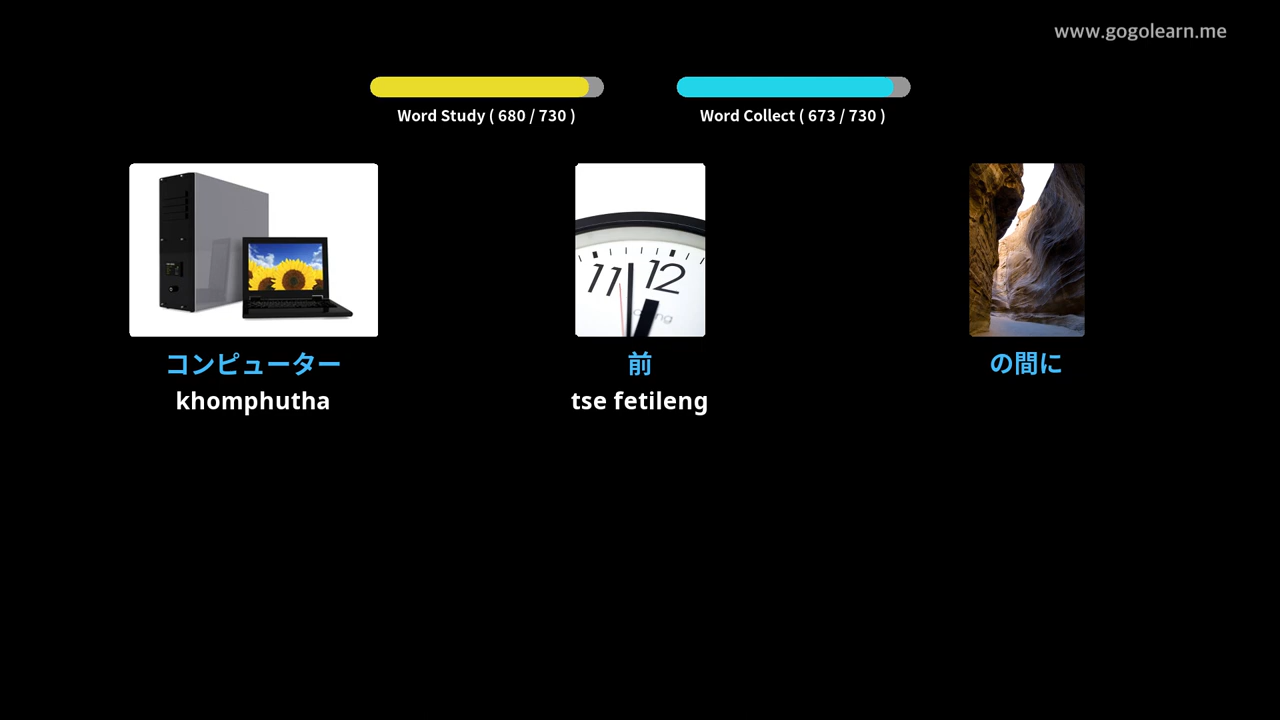 www.gogolearn.me
Word Study ( 680 / 730 )
Word Collect ( 673 / 730 )
11 12
コンピューター
khomphutha
前
tse fetileng
の間に